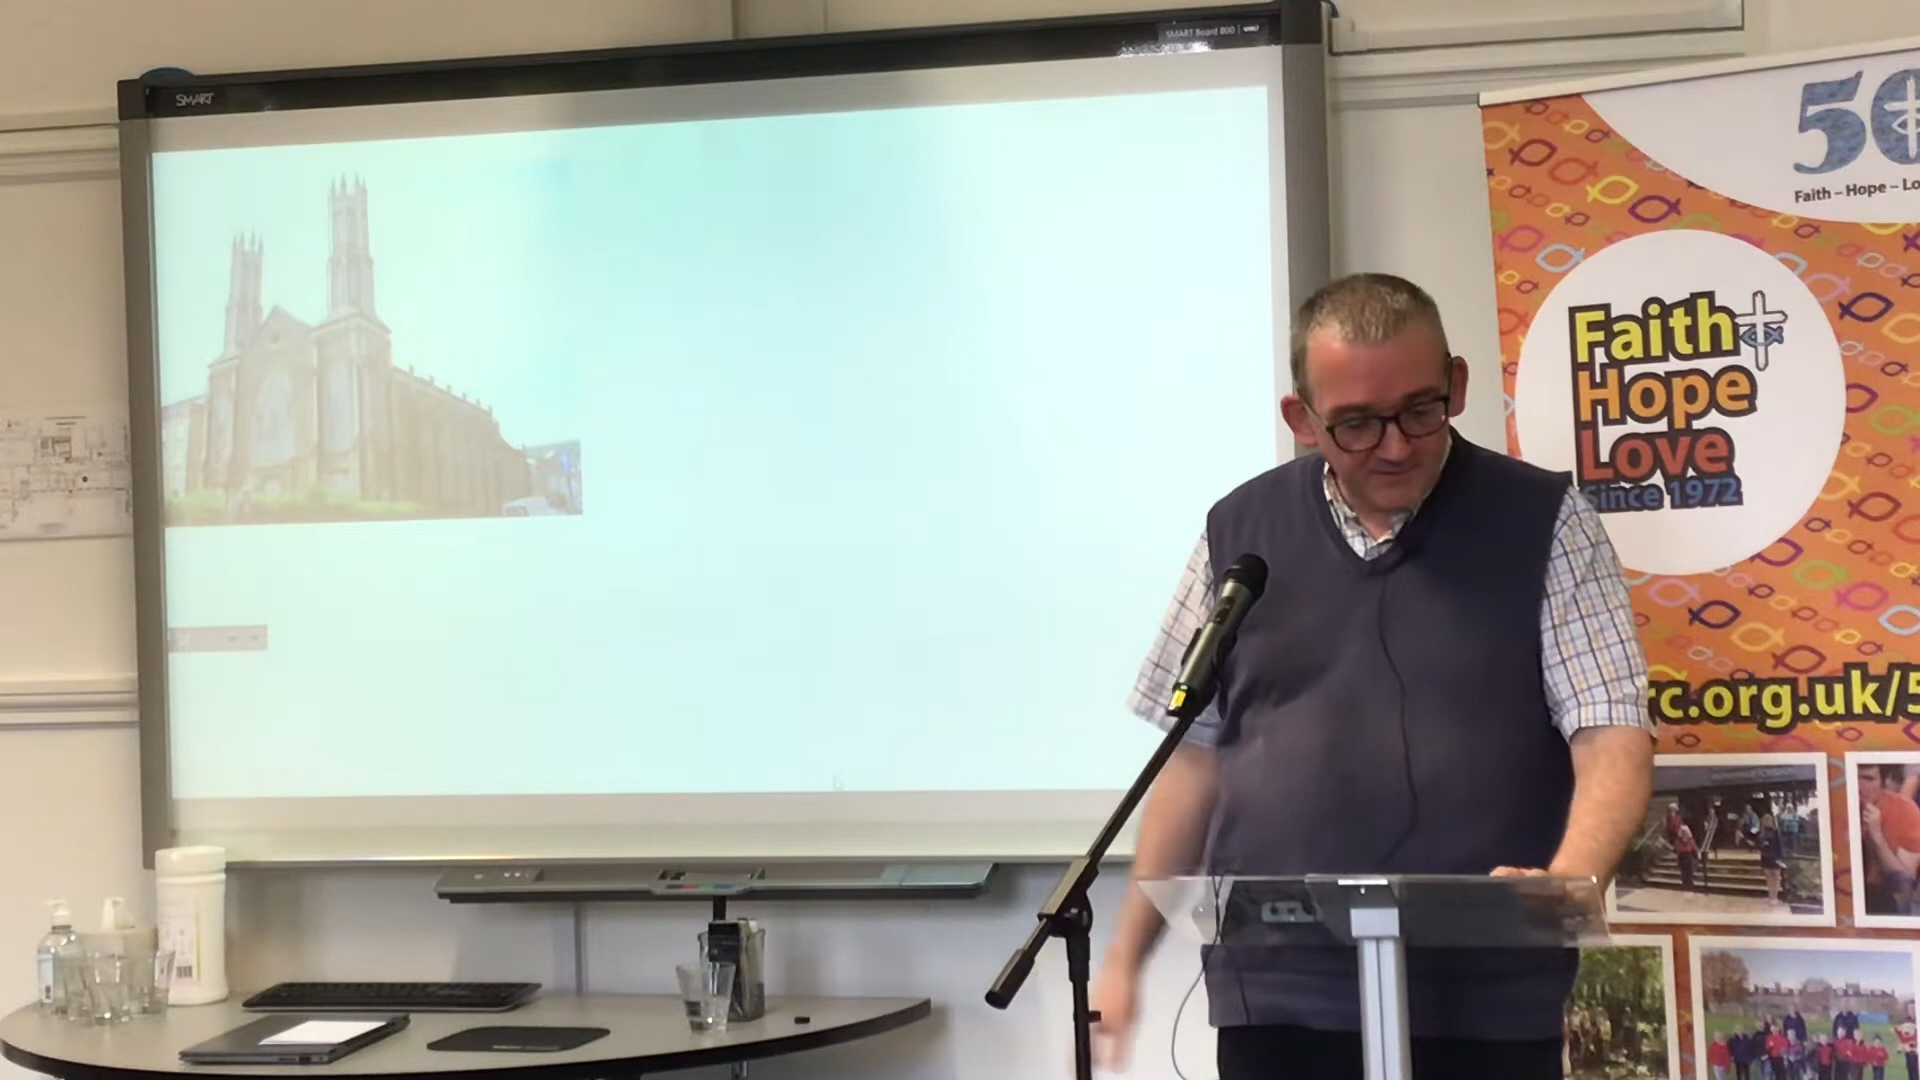 SMART
SMART Board 800
50
Faith – Hope – Lo
Faith
Hope
Love
Since 1972
rc.org.uk/5